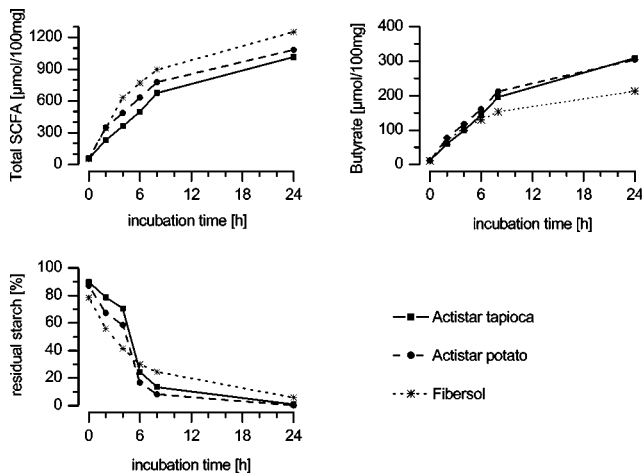 Total SCFA [µmol/100mg]
1200
900
600
300
0
0 6 12 18 24
incubation time [h]
Butyrate [µmol/100mg]
400
300
200
100
0
0 6 12 18 24
incubation time [h]
residual starch [%]
100
80
60
40
20
0
0 6 12 18 24
incubation time [h]
Actistar tapioca
Actistar potato
Fibersol